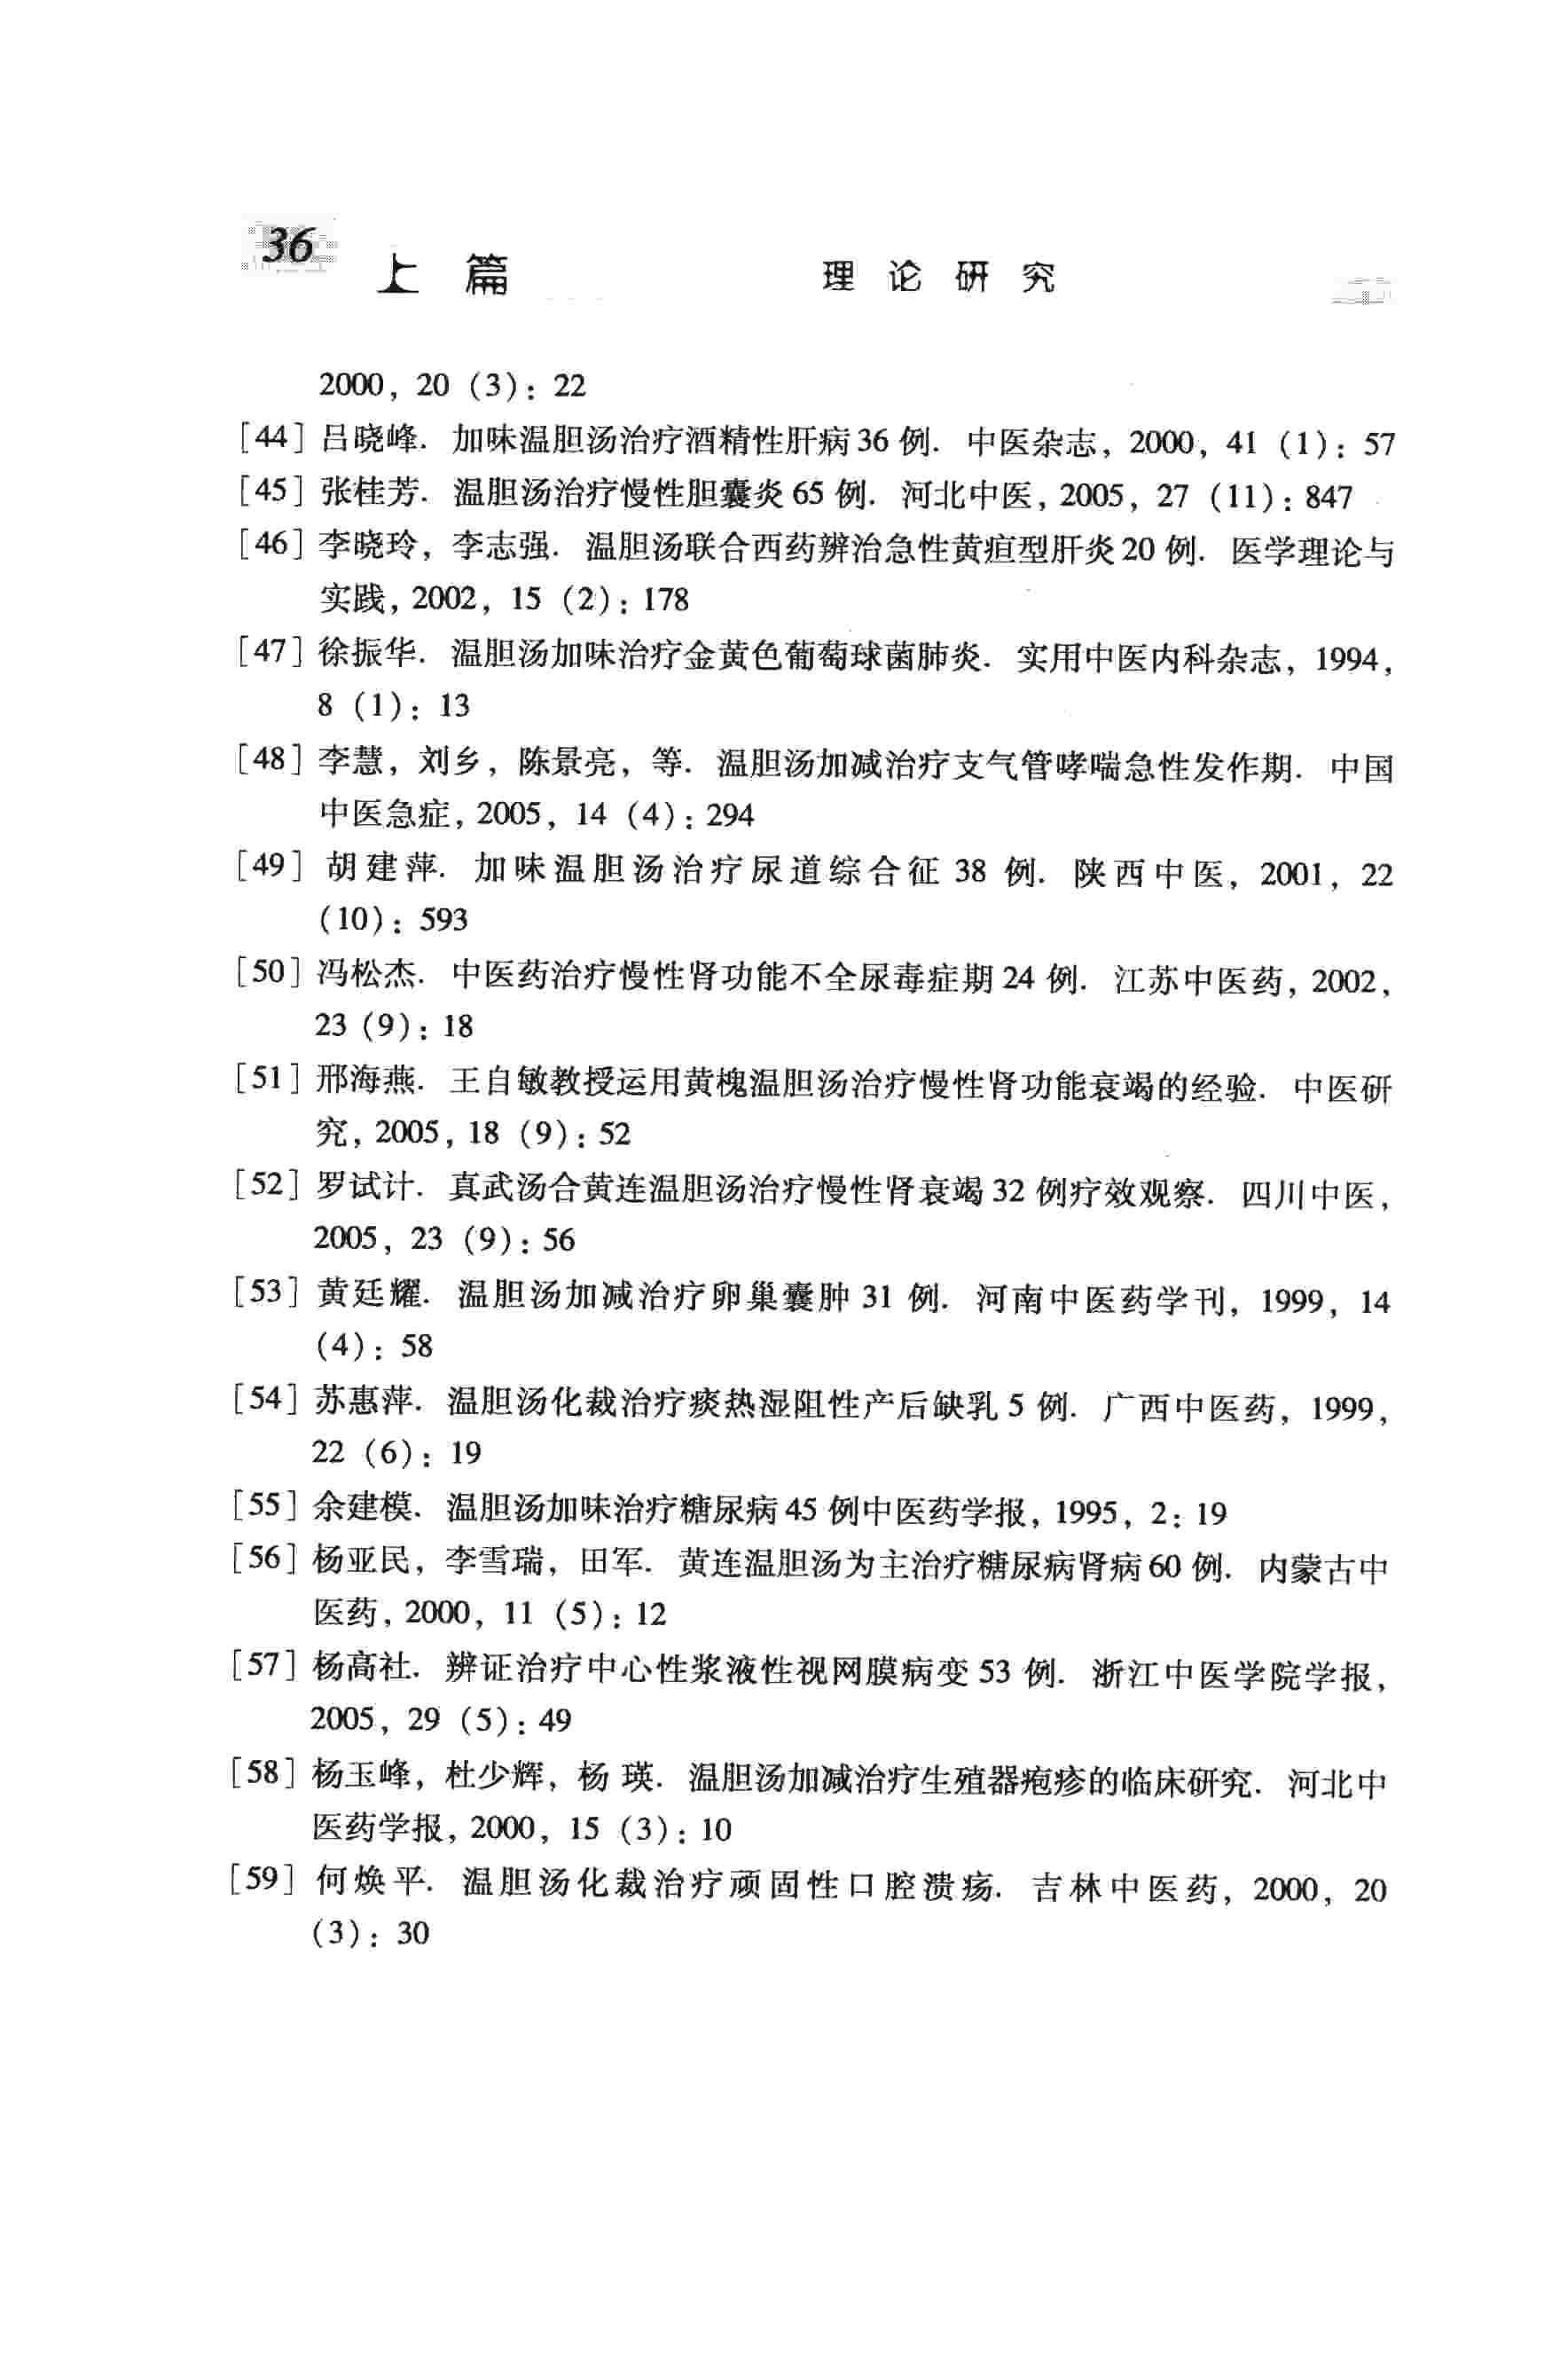 36
上 篇 理 论 研 究
2000, 20 (3): 22
[44] 吕晓峰. 加味温胆汤治疗酒精性肝病36 例. 中医杂志, 2000, 41 (1): 57
[45] 张桂芳. 温胆汤治疗慢性胆囊炎 65 例. 河北中医, 2005, 27 (11): 847
[46] 李晓玲, 李志强. 温胆汤联合西药辨治急性黄疸型肝炎20 例. 医学理论与
实践, 2002, 15 (2): 178
[47] 徐振华. 温胆汤加味治疗金黄色葡萄球菌肺炎. 实用中医内科杂志, 1994,
8 (1): 13
[48] 李慧, 刘乡, 陈景亮, 等. 温胆汤加减治疗支气管哮喘急性发作期. 中国
中医急症, 2005, 14 (4): 294
[49] 胡建萍. 加味温胆汤治疗尿道综合征 38 例. 陕西中医, 2001, 22
(10): 593
[50] 冯松杰. 中医药治疗慢性肾功能不全尿毒症期 24 例. 江苏中医药, 2002,
23 (9): 18
[51] 邢海燕. 王自敏教授运用黄槐温胆汤治疗慢性肾功能衰竭的经验. 中医研
究, 2005, 18 (9): 52
[52] 罗试计. 真武汤合黄连温胆汤治疗慢性肾衰竭 32 例疗效观察. 四川中医,
2005, 23 (9): 56
[53] 黄廷耀. 温胆汤加减治疗卵巢囊肿 31 例. 河南中医药学刊, 1999, 14
(4): 58
[54] 苏惠萍. 温胆汤化裁治疗痰热湿阻性产后缺乳 5 例. 广西中医药, 1999,
22 (6): 19
[55] 余建模. 温胆汤加味治疗糖尿病 45 例中医药学报, 1995, 2: 19
[56] 杨亚民, 李雪瑞, 田军. 黄连温胆汤为主治疗糖尿病肾病 60 例. 内蒙古中
医药, 2000, 11 (5): 12
[57] 杨高社. 辨证治疗中心性浆液性视网膜病变 53 例. 浙江中医学院学报,
2005, 29 (5): 49
[58] 杨玉峰, 杜少辉, 杨 瑛. 温胆汤加减治疗生殖器疱疹的临床研究. 河北中
医药学报, 2000, 15 (3): 10
[59] 何焕平. 温胆汤化裁治疗顽固性口腔溃疡. 吉林中医药, 2000, 20
(3): 30